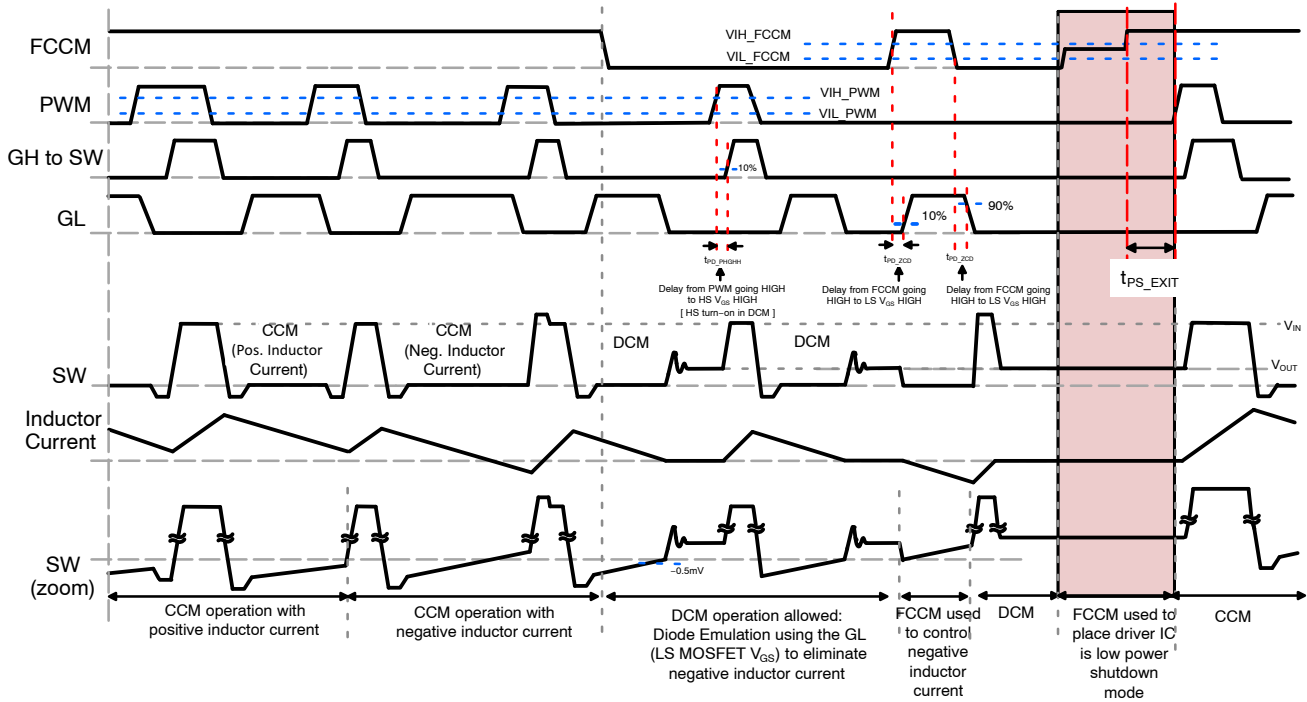 FCCM
VIH_FCCM
VIL_FCCM
PWM
VIH_PWM
VIL_PWM
GH to SW
10%
GL
10%
90%
tPD_PHGHH
tPD_ZCD
tPD_ZCD
tPS_EXIT
Delay from PWM going HIGH
to HS VGS HIGH
[ HS turn−on in DCM ]
Delay from FCCM going
HIGH to LS VGS HIGH
Delay from FCCM going
HIGH to LS VGS HIGH
SW
CCM
(Pos. Inductor
Current)
CCM
(Neg. Inductor
Current)
DCM
DCM
VIN
VOUT
Inductor
Current
SW
(zoom)
−0.5mV
CCM operation with
positive inductor current
CCM operation with
negative inductor current
DCM operation allowed:
Diode Emulation using the GL
(LS MOSFET VGS) to eliminate
negative inductor current
FCCM used
to control
negative
inductor
current
DCM
FCCM used to
place driver IC
is low power
shutdown
mode
CCM